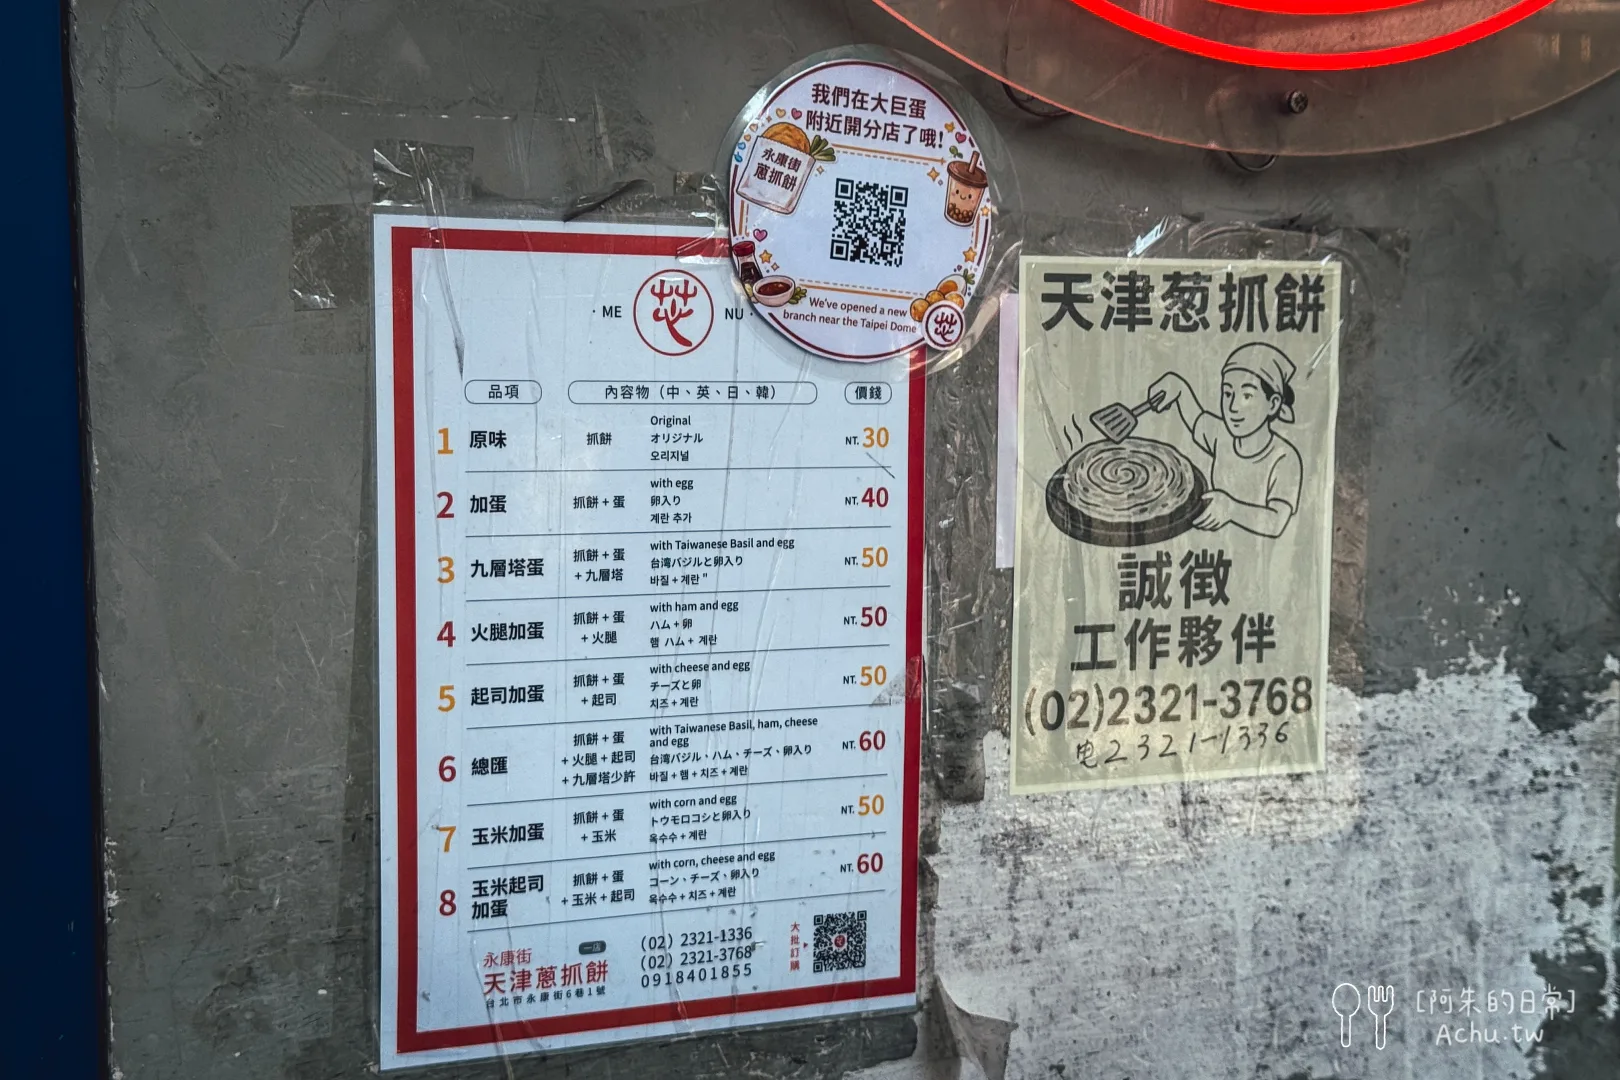 我們在大巨蛋
附近開分店了哦!
永康街
蔥抓餅
We've opened a new
branch near the Taipei Dome
· ME
NU ·
品項
內容物（中、英、日、韓）
價錢
1 原味 抓餅 NT. 30
Original
オリジナル
오리지널
2 加蛋 抓餅 + 蛋 NT. 40
with egg
卵入り
계란 추가
3 九層塔蛋 NT. 50
抓餅 + 蛋
+ 九層塔
with Taiwanese Basil and egg
台湾バジルと卵入り
바질 + 계란 "
4 火腿加蛋 NT. 50
抓餅 + 蛋
+ 火腿
with ham and egg
ハム + 卵
햄 ハム + 계란
5 起司加蛋 NT. 50
抓餅 + 蛋
+ 起司
with cheese and egg
チーズと卵
치즈 + 계란
6 總匯 NT. 60
抓餅 + 蛋
+ 火腿 + 起司
+ 九層塔少許
with Taiwanese Basil, ham, cheese
and egg
台湾バジル、ハム、チーズ、卵入り
바질 + 햄 + 치즈 + 계란
7 玉米加蛋 NT. 50
抓餅 + 蛋
+ 玉米
with corn and egg
トウモロコシと卵入り
옥수수 + 계란
8 玉米起司
加蛋 NT. 60
抓餅 + 蛋
+ 玉米 + 起司
with corn, cheese and egg
コーン、チーズ、卵入り
옥수수 + 치즈 + 계란
永康街
一店
天津蔥抓餅
台北市永康街6巷1號
(02) 2321-1336
(02) 2321-3768
0918401855
大批訂購
天津葱抓餅
誠徵
工作夥伴
(02)2321-3768
电2321-1336
[阿朱的日常]
Achu.tw